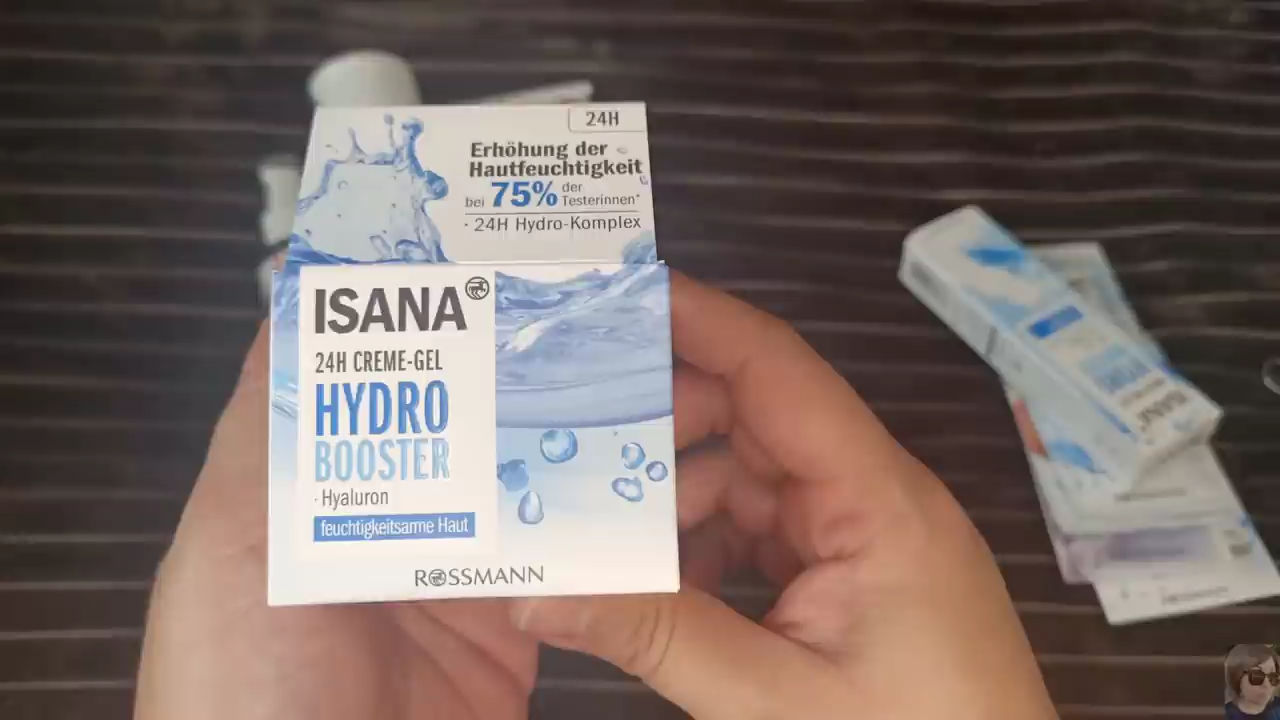 24H
Erhöhung der
Hautfeuchtigkeit
bei 75% der Testerinnen*
· 24H Hydro-Komplex
ISANA
24H CREME-GEL
HYDRO
BOOSTER
· Hyaluron
feuchtigkeitsarme Haut
ROSSMANN
ISANA